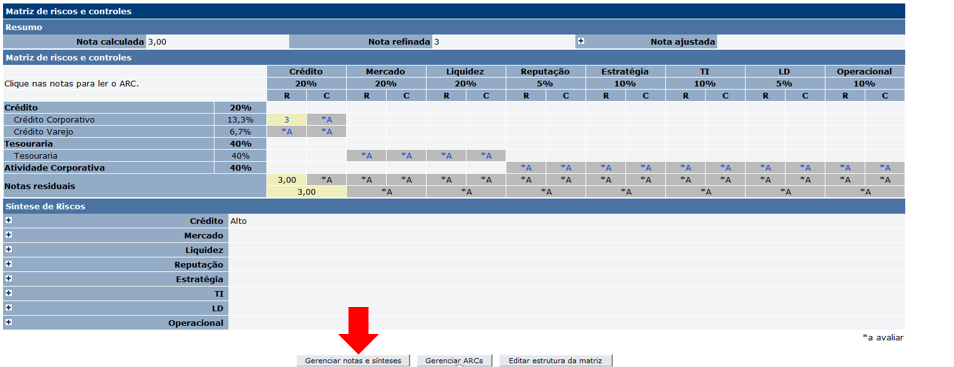 Matriz de riscos e controles
Resumo
Nota calculada 3,00 Nota refinada 3 Nota ajustada
Matriz de riscos e controles
Clique nas notas para ler o ARC.
Crédito Mercado Liquidez Reputação Estratégia TI LD Operacional
20% 20% 20% 5% 10% 10% 5% 10%
R C R C R C R C R C R C R C R C
Crédito 20%
Crédito Corporativo 13,3% 3 *A
Crédito Varejo 6,7% *A *A
Tesouraria 40%
Tesouraria 40% *A *A *A *A
Atividade Corporativa 40% *A *A *A *A *A *A *A *A *A *A
Notas residuais
3,00 *A *A *A *A *A *A *A *A *A *A *A *A *A *A *A
3,00 *A *A *A *A *A *A *A
Síntese de Riscos
Crédito Alto
Mercado
Liquidez
Reputação
Estratégia
TI
LD
Operacional
*a avaliar
Gerenciar notas e sínteses Gerenciar ARCs Editar estrutura da matriz